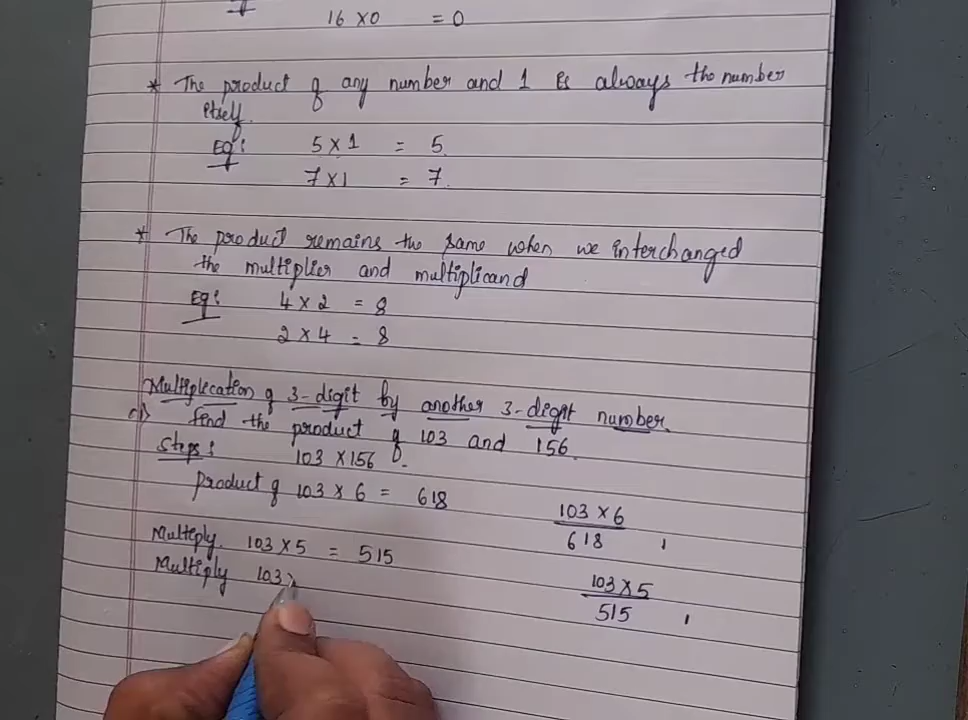 16 × 0 = 0
* The product of any number and 1 is always the number
itself.
Eg: 5 × 1 = 5
7 × 1 = 7.
* The product remains the same when we interchanged
the multiplier and multiplicand
Eg: 4 × 2 = 8
2 × 4 = 8
Multiplication of 3-digit by another 3-digit number.
1) find the product of 103 and 156.
Steps: 103 × 156.
product of 103 × 6 = 618
103 × 6
618
Multiply 103 × 5 = 515
Multiply 103 ×
103 × 5
515